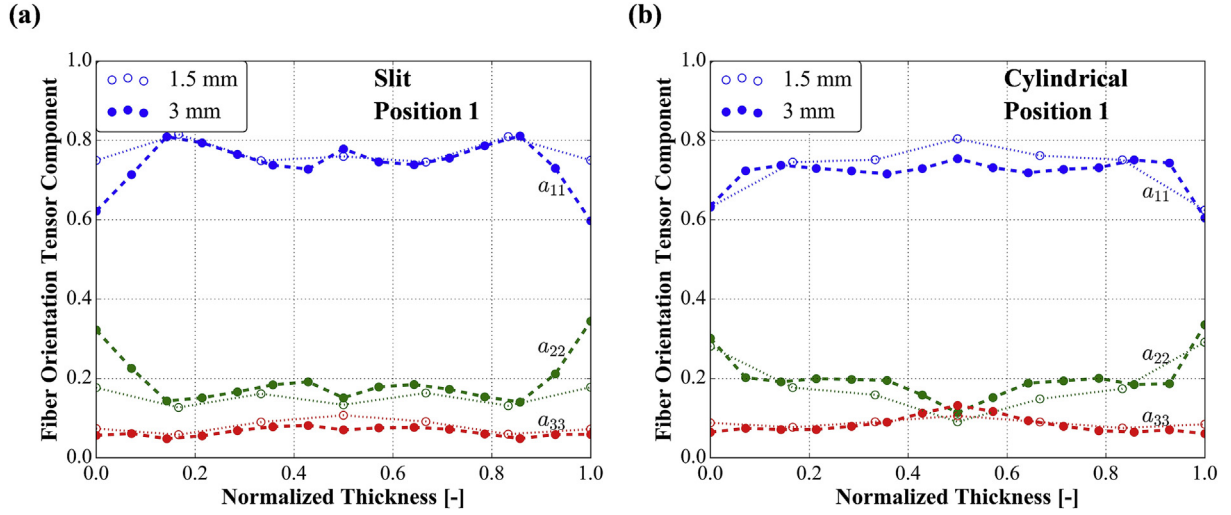 (a)
Fiber Orientation Tensor Component
1.0
0.8
0.6
0.4
0.2
0.0
1.5 mm
3 mm
Slit
Position 1
a11
a22
a33
0.0 0.2 0.4 0.6 0.8 1.0
Normalized Thickness [-]
(b)
Fiber Orientation Tensor Component
1.0
0.8
0.6
0.4
0.2
0.0
1.5 mm
3 mm
Cylindrical
Position 1
a11
a22
a33
0.0 0.2 0.4 0.6 0.8 1.0
Normalized Thickness [-]